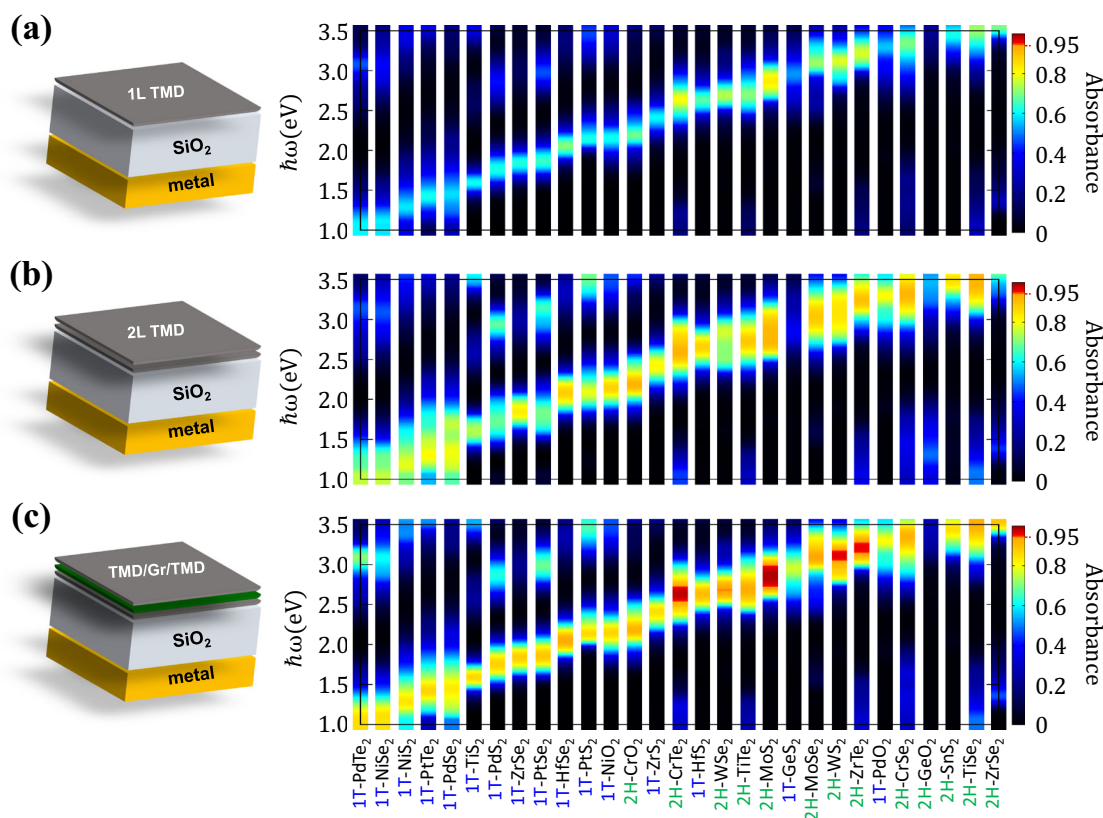 (a)
1L TMD
SiO₂
metal
ħω(eV)
3.5
3.0
2.5
2.0
1.5
1.0
0.95
0.8
0.6
0.4
0.2
0
Absorbance
(b)
2L TMD
SiO₂
metal
ħω(eV)
3.5
3.0
2.5
2.0
1.5
1.0
0.95
0.8
0.6
0.4
0.2
0
Absorbance
(c)
TMD/Gr/TMD
SiO₂
metal
ħω(eV)
3.5
3.0
2.5
2.0
1.5
1.0
0.95
0.8
0.6
0.4
0.2
0
Absorbance
1T-PdTe₂
1T-NiSe₂
1T-NiS₂
1T-PtTe₂
1T-PdSe₂
1T-TiS₂
1T-PdS₂
1T-ZrSe₂
1T-PtSe₂
1T-HfSe₂
1T-PtS₂
1T-NiO₂
2H-CrO₂
1T-ZrS₂
2H-CrTe₂
1T-HfS₂
2H-WSe₂
2H-TiTe₂
2H-MoS₂
1T-GeS₂
2H-MoSe₂
2H-WS₂
2H-ZrTe₂
1T-PdO₂
2H-CrSe₂
2H-GeO₂
2H-SnS₂
2H-TiSe₂
2H-ZrSe₂